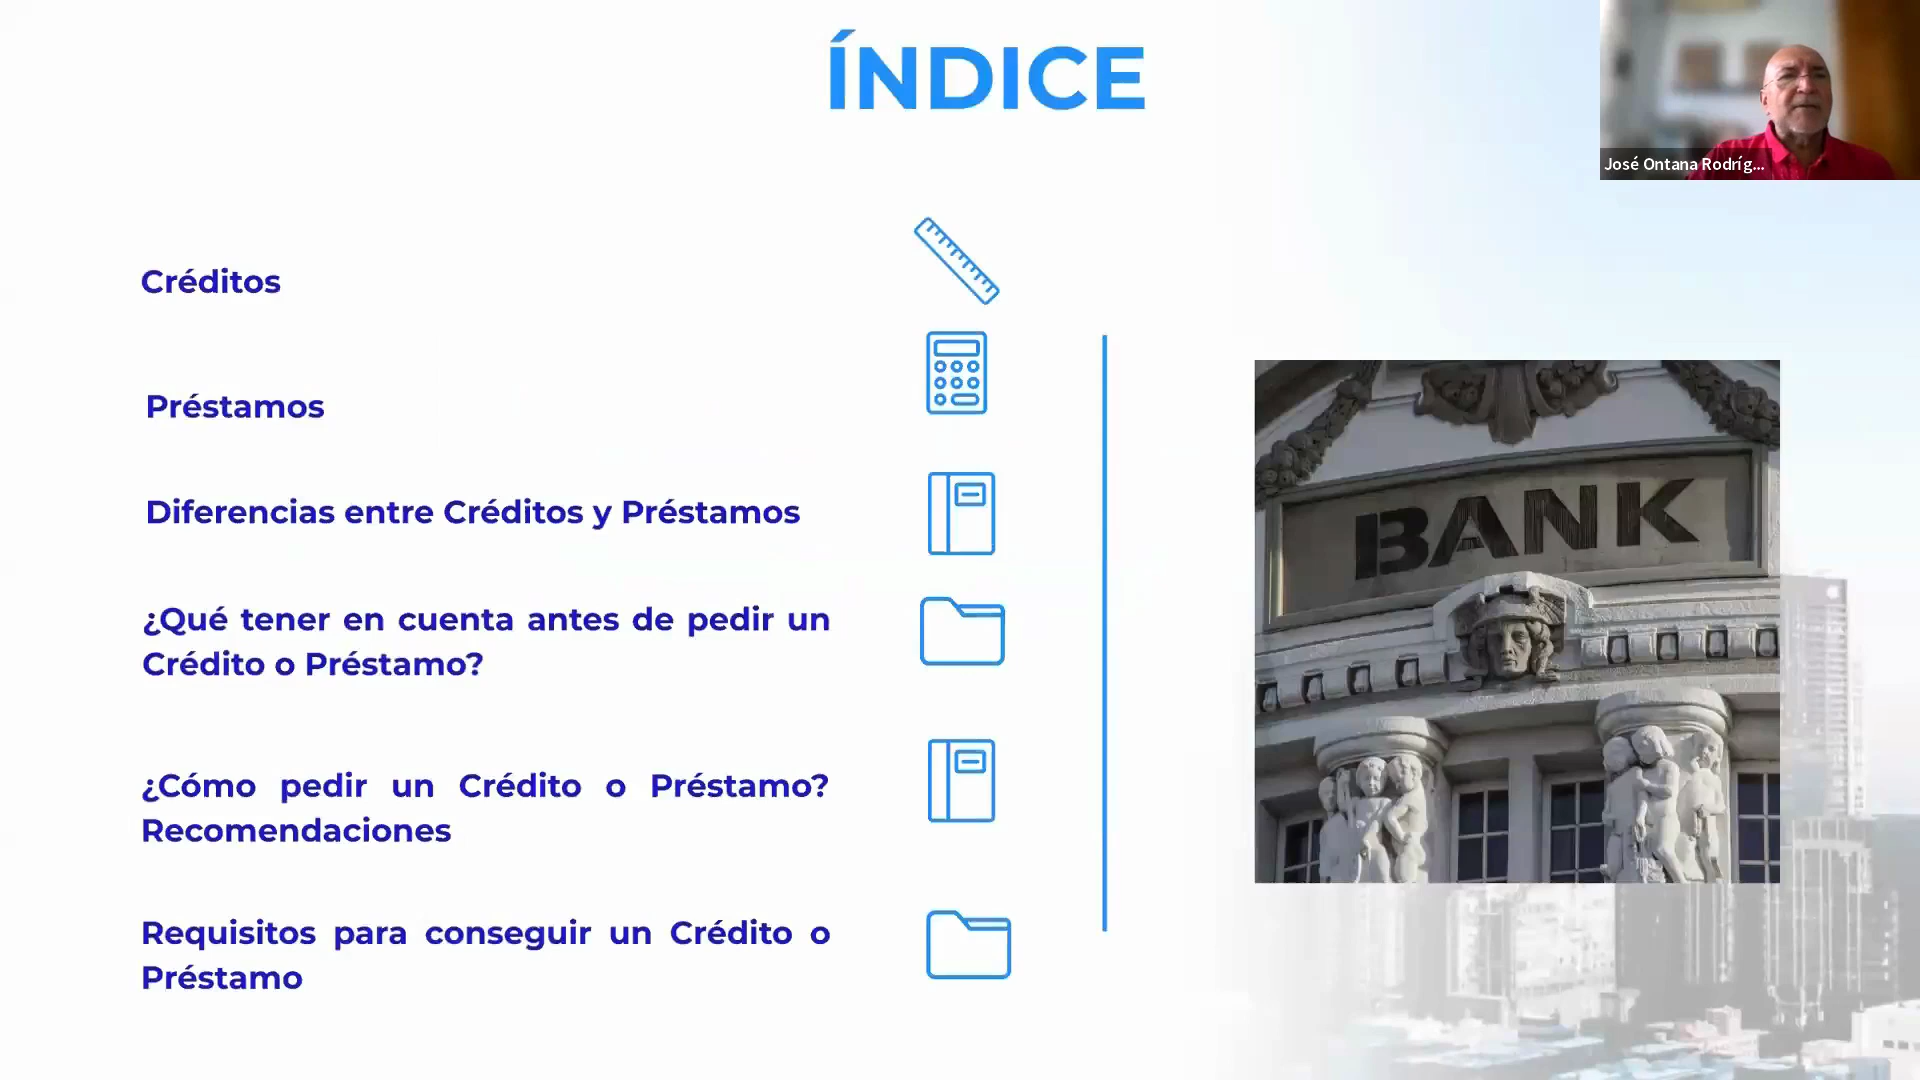 ÍNDICE
José Ontana Rodríg...
Créditos
Préstamos
Diferencias entre Créditos y Préstamos
¿Qué tener en cuenta antes de pedir un
Crédito o Préstamo?
¿Cómo pedir un Crédito o Préstamo?
Recomendaciones
Requisitos para conseguir un Crédito o
Préstamo
BANK